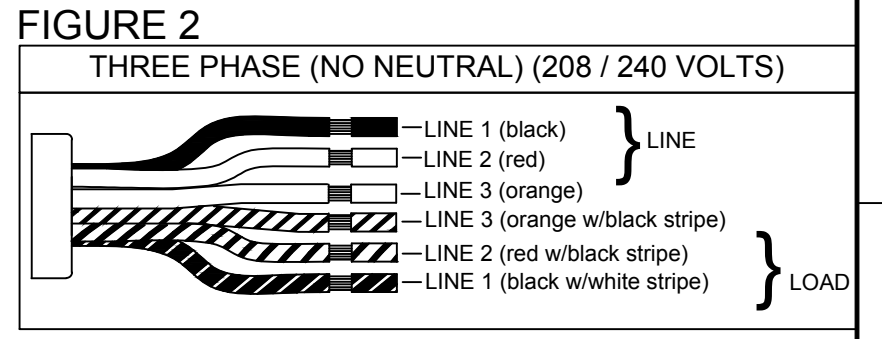 FIGURE 2
THREE PHASE (NO NEUTRAL) (208 / 240 VOLTS)
LINE 1 (black)
LINE 2 (red)
LINE
LINE 3 (orange)
LINE 3 (orange w/black stripe)
LINE 2 (red w/black stripe)
LINE 1 (black w/white stripe)
LOAD